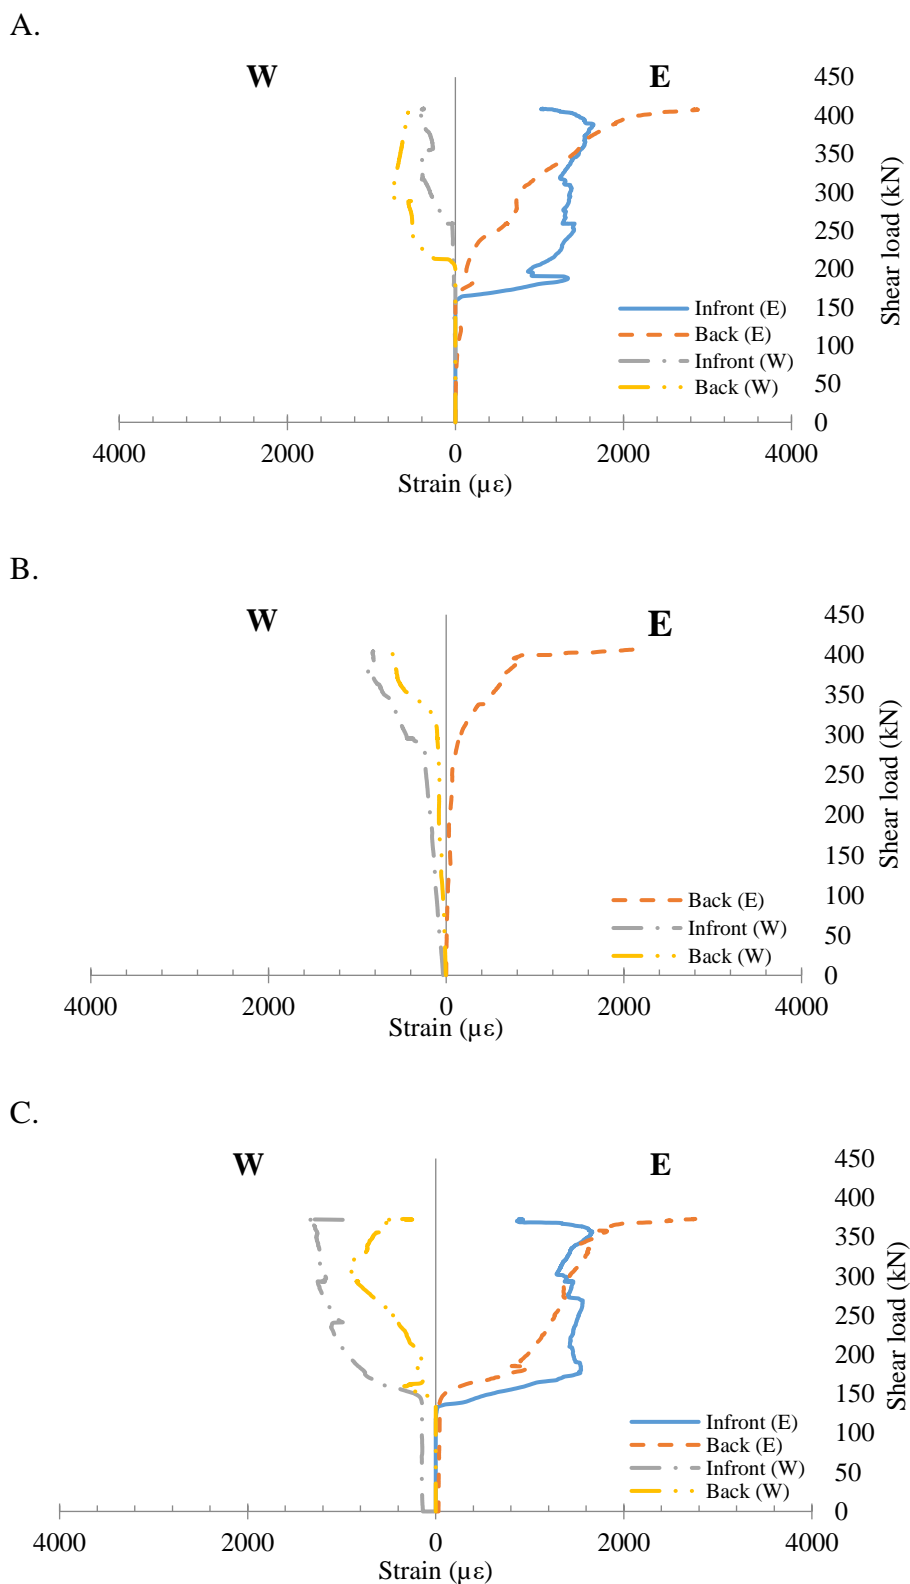 A.
W E
450
400
350
300
250
200
150
100
50
0
Shear load (kN)
Infront (E)
Back (E)
Infront (W)
Back (W)
4000 2000 0 2000 4000
Strain (με)
B.
W E
450
400
350
300
250
200
150
100
50
0
Shear load (kN)
Back (E)
Infront (W)
Back (W)
4000 2000 0 2000 4000
Strain (με)
C.
W E
450
400
350
300
250
200
150
100
50
0
Shear load (kN)
Infront (E)
Back (E)
Infront (W)
Back (W)
4000 2000 0 2000 4000
Strain (με)